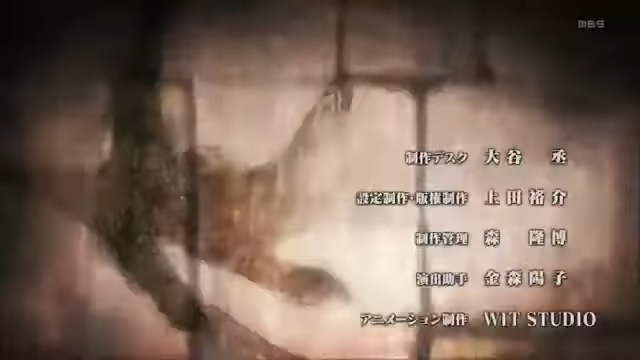 MBS
制作デスク 大谷 丞
設定制作・版権制作 上田裕介
制作管理 森 隆博
演出助手 金森陽子
アニメーション制作 WIT STUDIO